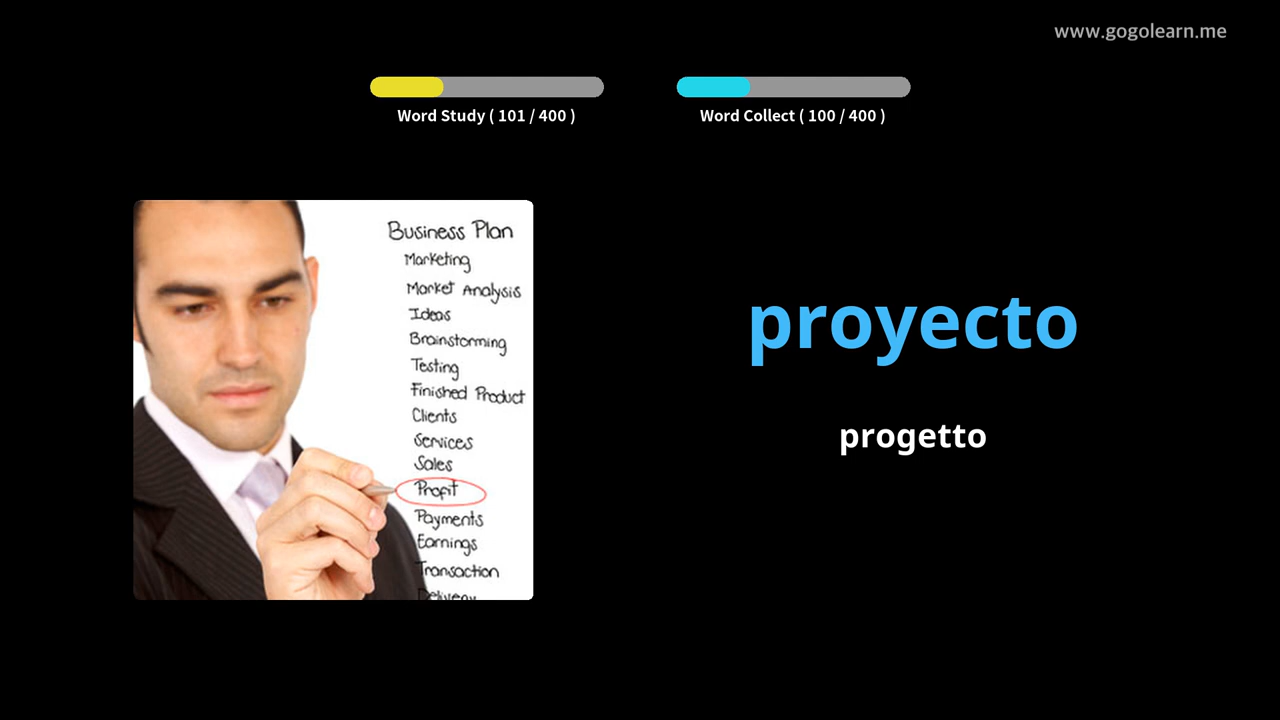 www.gogolearn.me
Word Study ( 101 / 400 )
Word Collect ( 100 / 400 )
Business Plan
Marketing
Market Analysis
Ideas
Brainstorming
Testing
Finished Product
Clients
Services
Sales
Profit
Payments
Earnings
Transaction
Delivery
proyecto
progetto